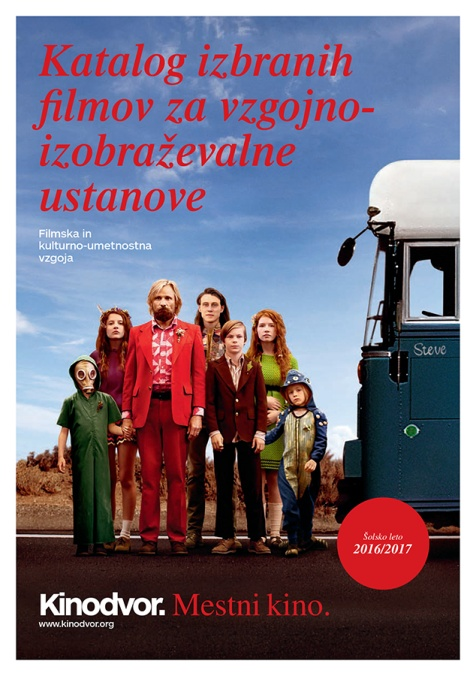 Katalog izbranih
filmov za vzgojno-
izobraževalne
ustanove
Filmska in
kulturno-umetnostna
vzgoja
Steve
Šolsko leto
2016/2017
Kinodvor. Mestni kino.
www.kinodvor.org